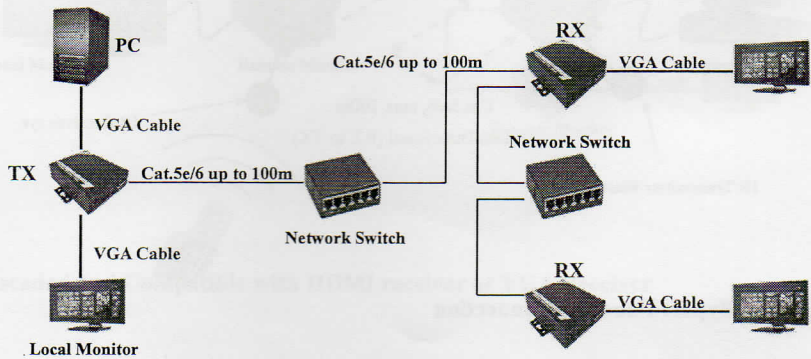 PC
RX
Cat.5e/6 up to 100m
VGA Cable
VGA Cable
Network Switch
TX
Cat.5e/6 up to 100m
Network Switch
VGA Cable
RX
VGA Cable
Local Monitor